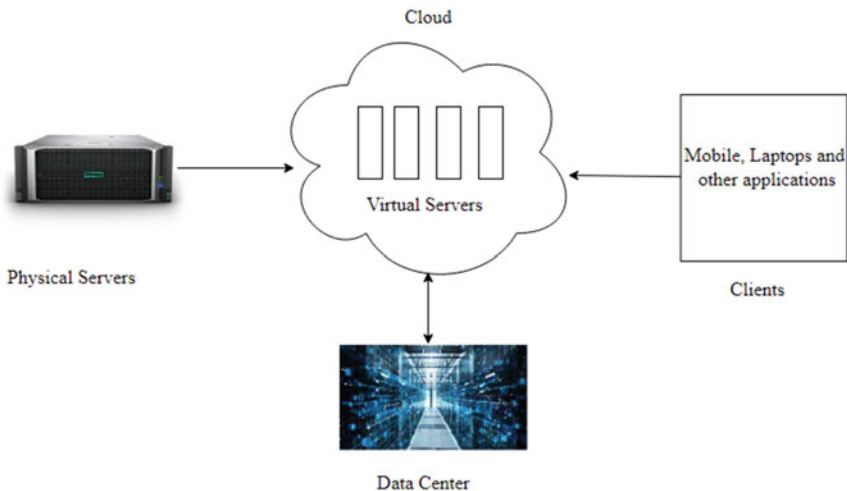 Cloud
Mobile, Laptops and
other applications
Virtual Servers
Physical Servers
Clients
Data Center